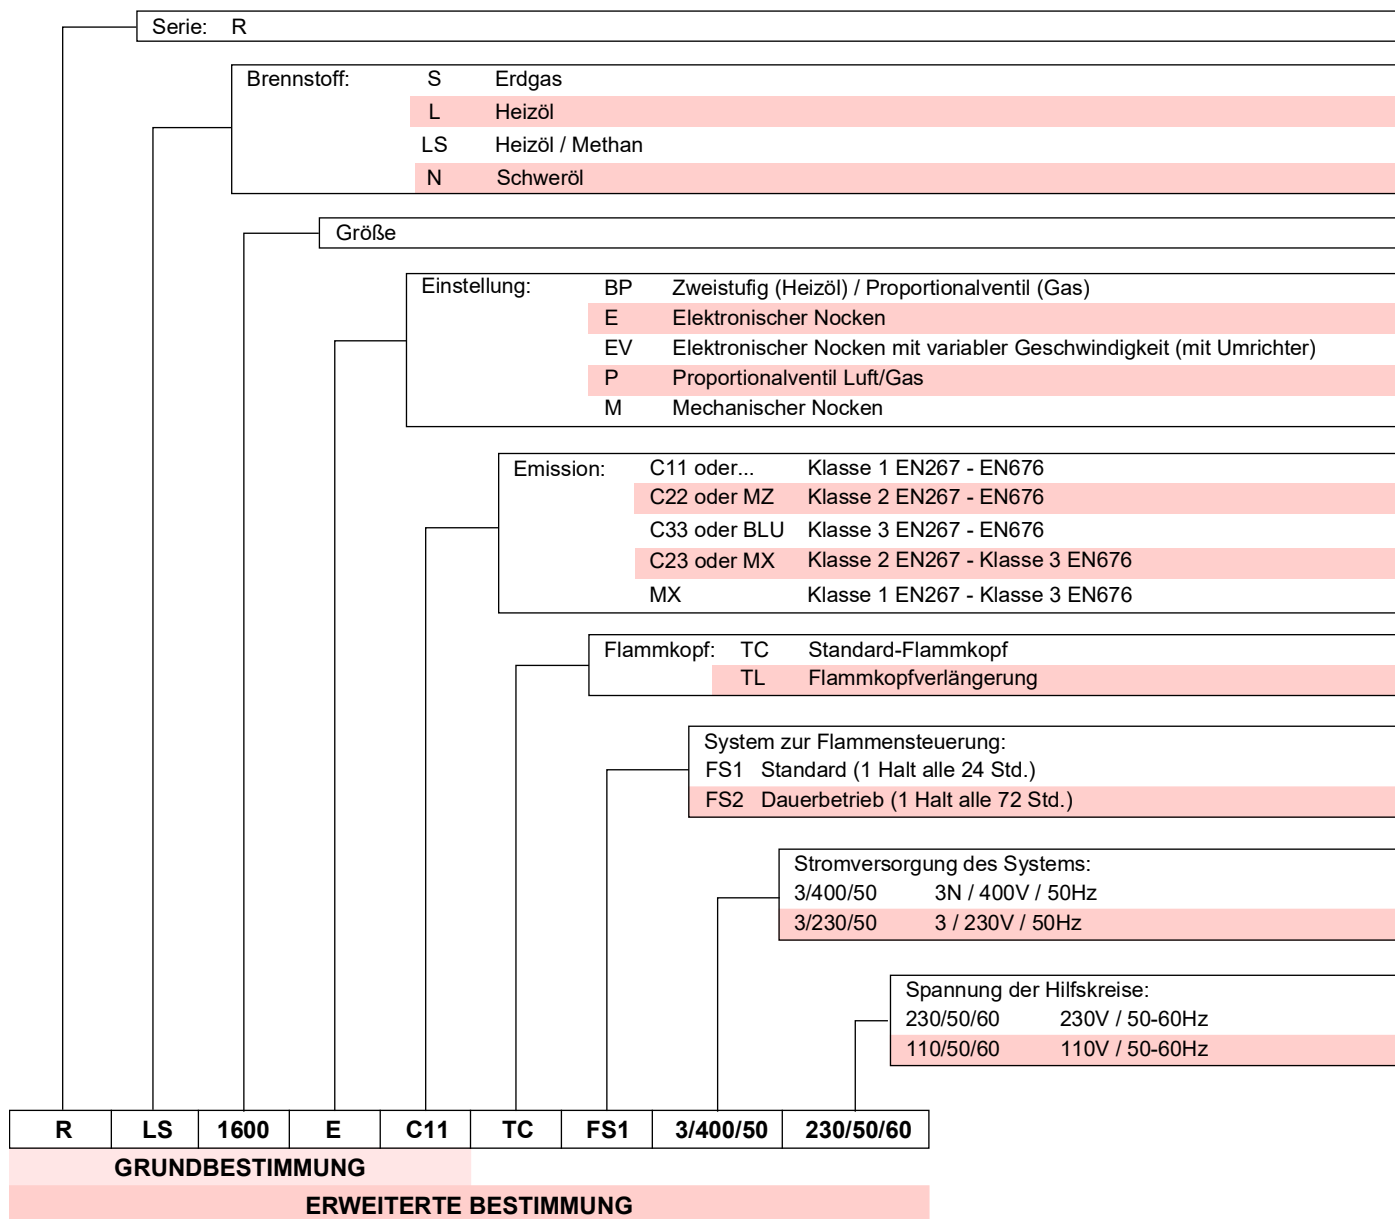 Serie: R
Brennstoff: S Erdgas
L Heizöl
LS Heizöl / Methan
N Schweröl
Größe
Einstellung: BP Zweistufig (Heizöl) / Proportionalventil (Gas)
E Elektronischer Nocken
EV Elektronischer Nocken mit variabler Geschwindigkeit (mit Umrichter)
P Proportionalventil Luft/Gas
M Mechanischer Nocken
Emission: C11 oder... Klasse 1 EN267 - EN676
C22 oder MZ Klasse 2 EN267 - EN676
C33 oder BLU Klasse 3 EN267 - EN676
C23 oder MX Klasse 2 EN267 - Klasse 3 EN676
MX Klasse 1 EN267 - Klasse 3 EN676
Flammkopf: TC Standard-Flammkopf
TL Flammkopfverlängerung
System zur Flammensteuerung:
FS1 Standard (1 Halt alle 24 Std.)
FS2 Dauerbetrieb (1 Halt alle 72 Std.)
Stromversorgung des Systems:
3/400/50 3N / 400V / 50Hz
3/230/50 3 / 230V / 50Hz
Spannung der Hilfskreise:
230/50/60 230V / 50-60Hz
110/50/60 110V / 50-60Hz
R LS 1600 E C11 TC FS1 3/400/50 230/50/60
GRUNDBESTIMMUNG
ERWEITERTE BESTIMMUNG